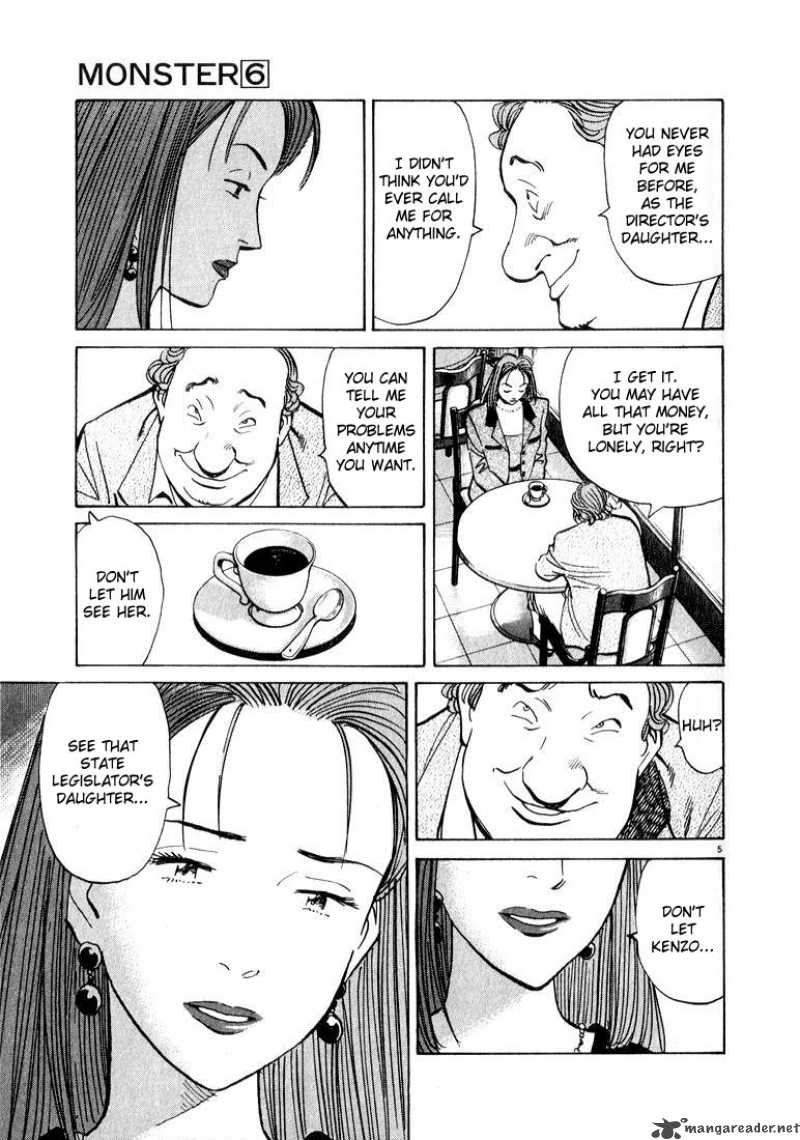 MONSTER 6
YOU NEVER
HAD EYES
FOR ME
BEFORE,
AS THE
DIRECTOR'S
DAUGHTER...
I DIDN'T
THINK YOU'D
EVER CALL
ME FOR
ANYTHING.
I GET IT.
YOU MAY HAVE
ALL THAT MONEY,
BUT YOU'RE
LONELY, RIGHT?
YOU CAN
TELL ME
YOUR
PROBLEMS
ANYTIME
YOU WANT.
DON'T
LET HIM
SEE HER.
HUH?
5
DON'T
LET
KENZO...
SEE THAT
STATE
LEGISLATOR'S
DAUGHTER...
mangareader.net